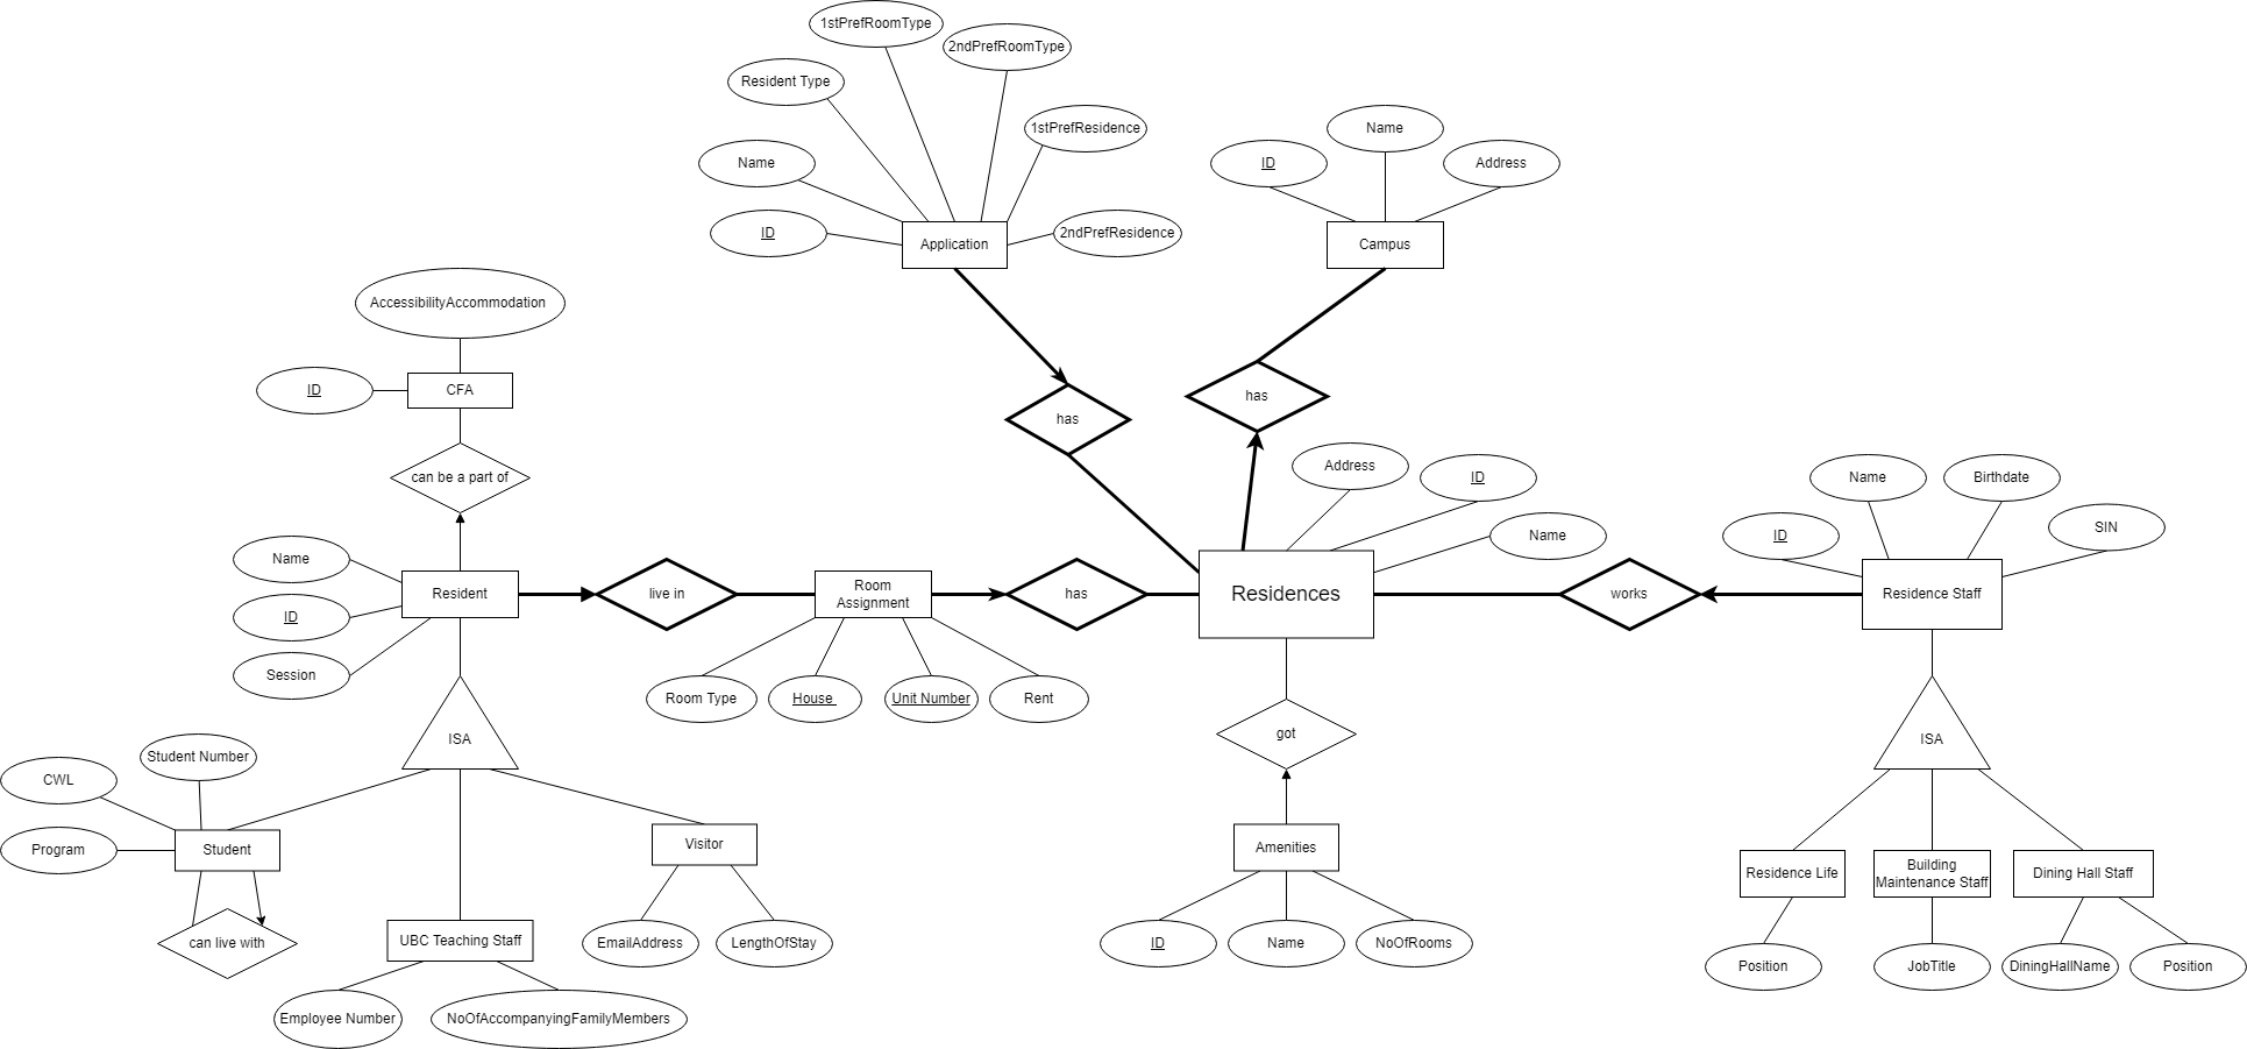 1stPrefRoomType
2ndPrefRoomType
Resident Type
1stPrefResidence
Name
ID
Application
2ndPrefResidence
Name
ID
Address
Campus
AccessibilityAccommodation
ID
CFA
can be a part of
has
has
Address
ID
Name
Name
Birthdate
ID
SIN
Name
ID
Session
Resident
live in
Room
Assignment
has
Residences
works
Residence Staff
Room Type
House
Unit Number
Rent
got
ISA
ISA
Student Number
CWL
Program
Student
can live with
Visitor
EmailAddress
LengthOfStay
UBC Teaching Staff
Employee Number
NoOfAccompanyingFamilyMembers
Amenities
ID
Name
NoOfRooms
Residence Life
Building
Maintenance Staff
Dining Hall Staff
Position
JobTitle
DiningHallName
Position